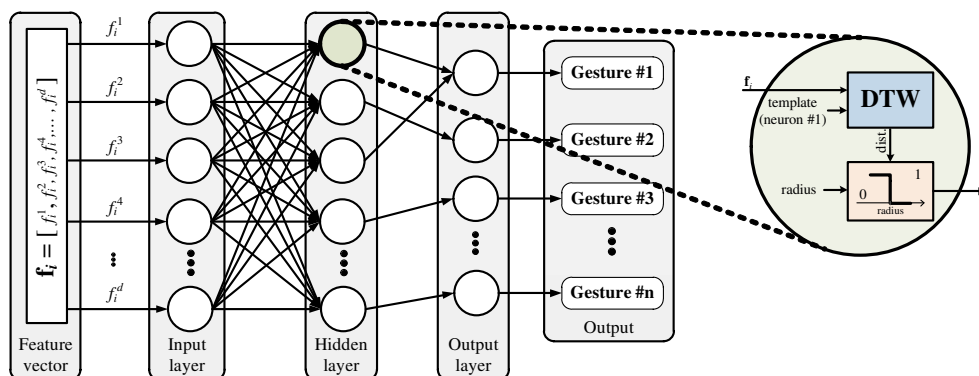 f_i = [f_i^1, f_i^2, f_i^3, f_i^4, ..., f_i^d]
Feature
vector
f_i^1
f_i^2
f_i^3
f_i^4
...
f_i^d
Input
layer
Hidden
layer
Output
layer
Gesture #1
Gesture #2
Gesture #3
Gesture #n
Output
f_i
template
(neuron #1)
DTW
dist.
radius
1
0
radius